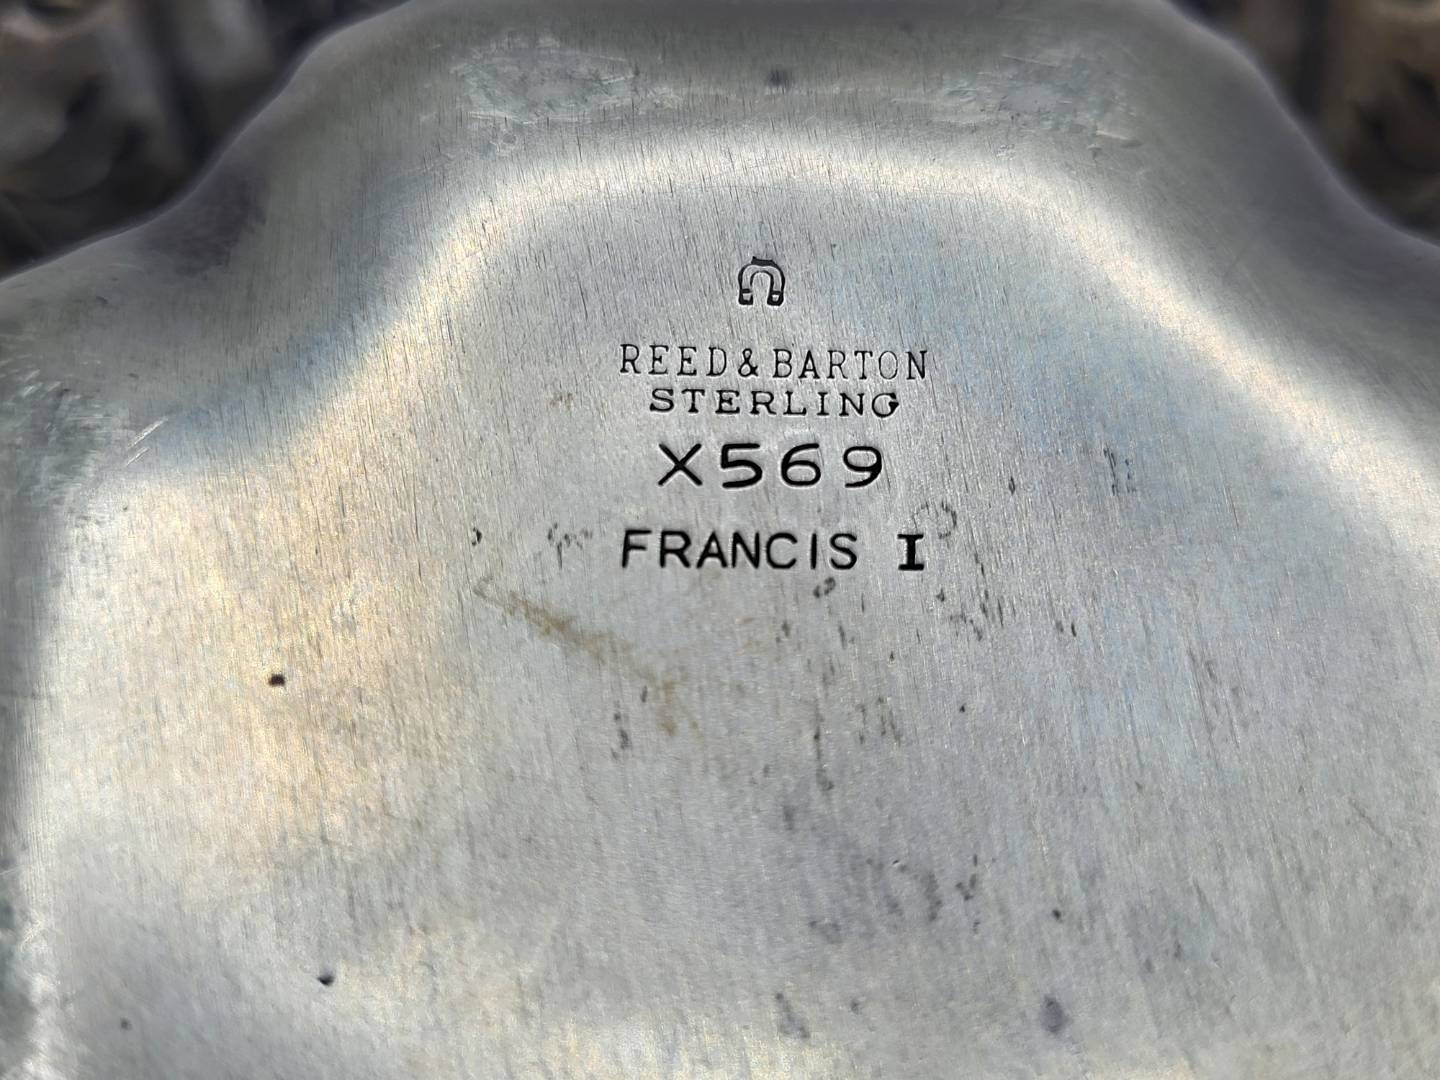 REED & BARTON
STERLING
X569
FRANCIS I